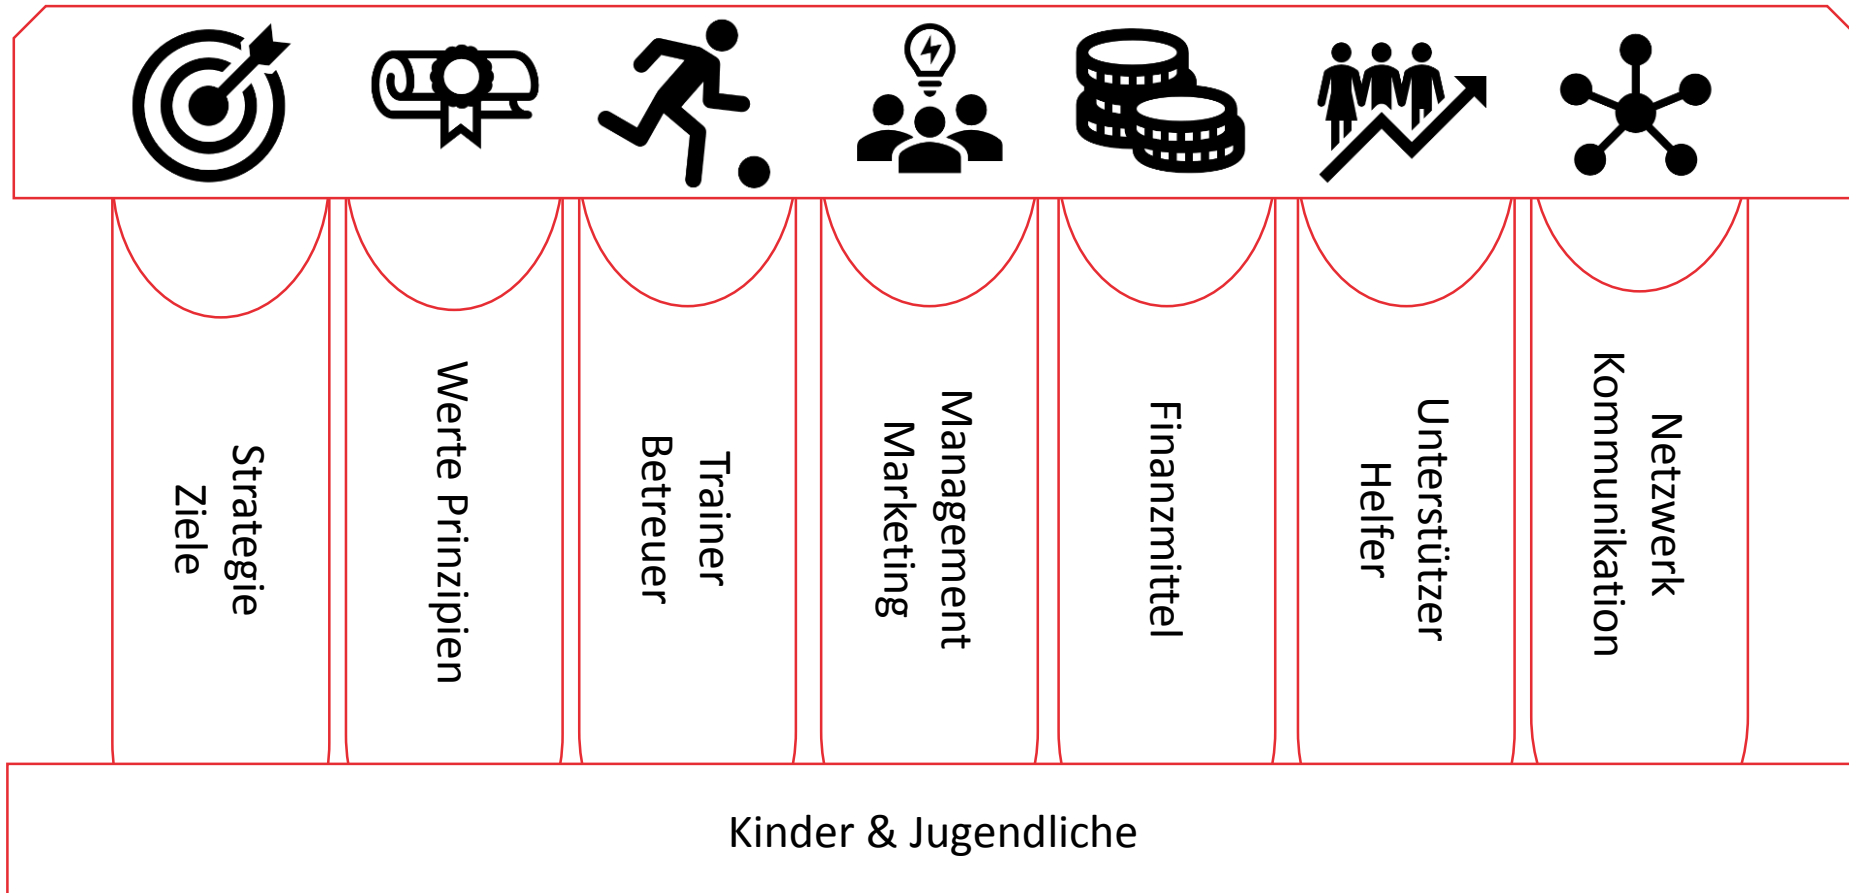 Strategie
Ziele
Werte Prinzipien
Trainer
Betreuer
Management
Marketing
Finanzmittel
Unterstützer
Helfer
Netzwerk
Kommunikation
Kinder & Jugendliche